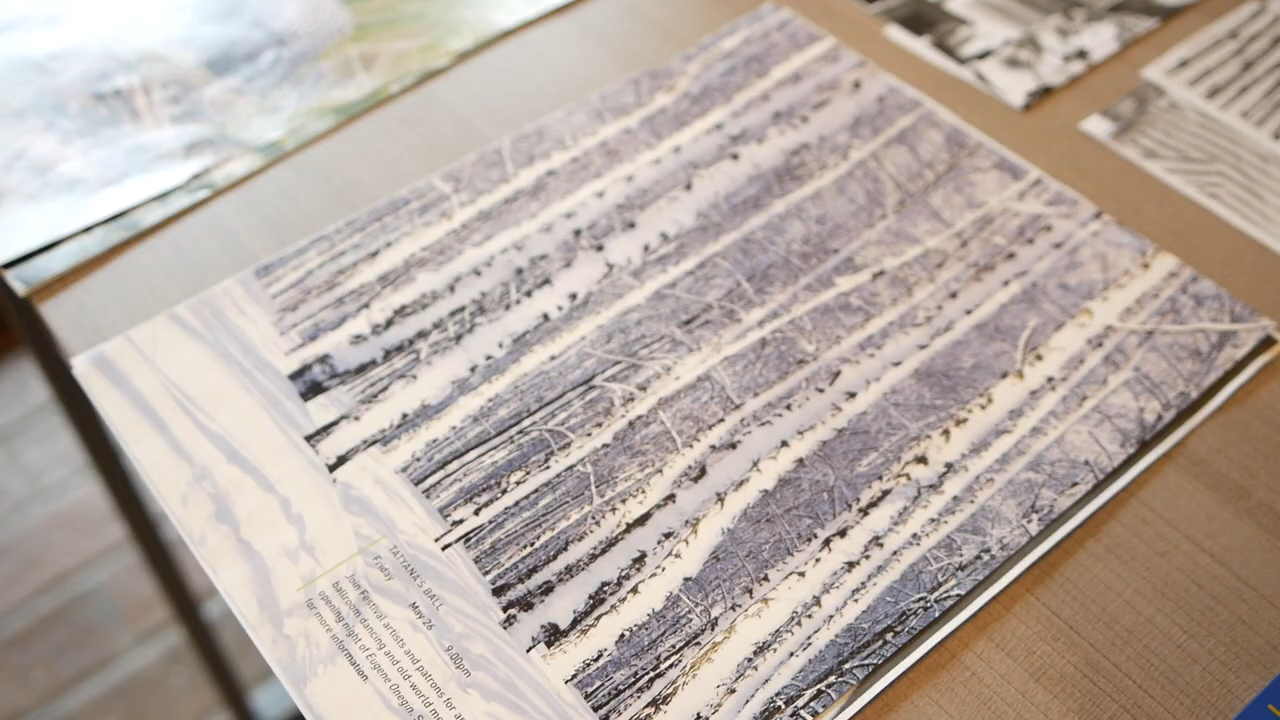 TATYANA'S BALL
Friday May 26 9:00pm
Join Festival artists and patrons for
ballroom dancing and old-world
opening night of Eugene Onegin.
for more information.